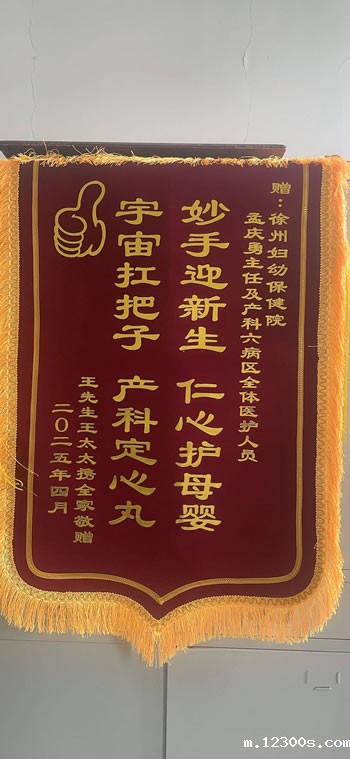 赠：徐州妇幼保健院
孟庆勇主任及产科六病区全体医护人员
妙手迎新生 仁心护母婴
宇宙扛把子 产科定心丸
王先生王太太携全家敬赠
二〇二五年四月
m.12300s.com